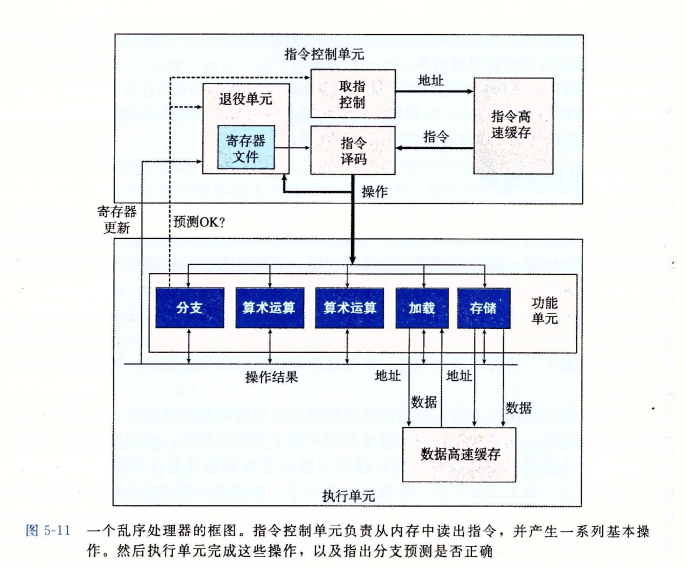 指令控制单元
取指
控制
地址
退役单元
指令高
速缓存
寄存器
文件
指令
译码
指令
操作
寄存器
更新
预测OK?
分支
算术运算
算术运算
加载
存储
功能
单元
操作结果
地址
地址
数据
数据
数据高速缓存
执行单元
图 5-11 一个乱序处理器的框图。指令控制单元负责从内存中读出指令，并产生一系列基本操
作。然后执行单元完成这些操作，以及指出分支预测是否正确